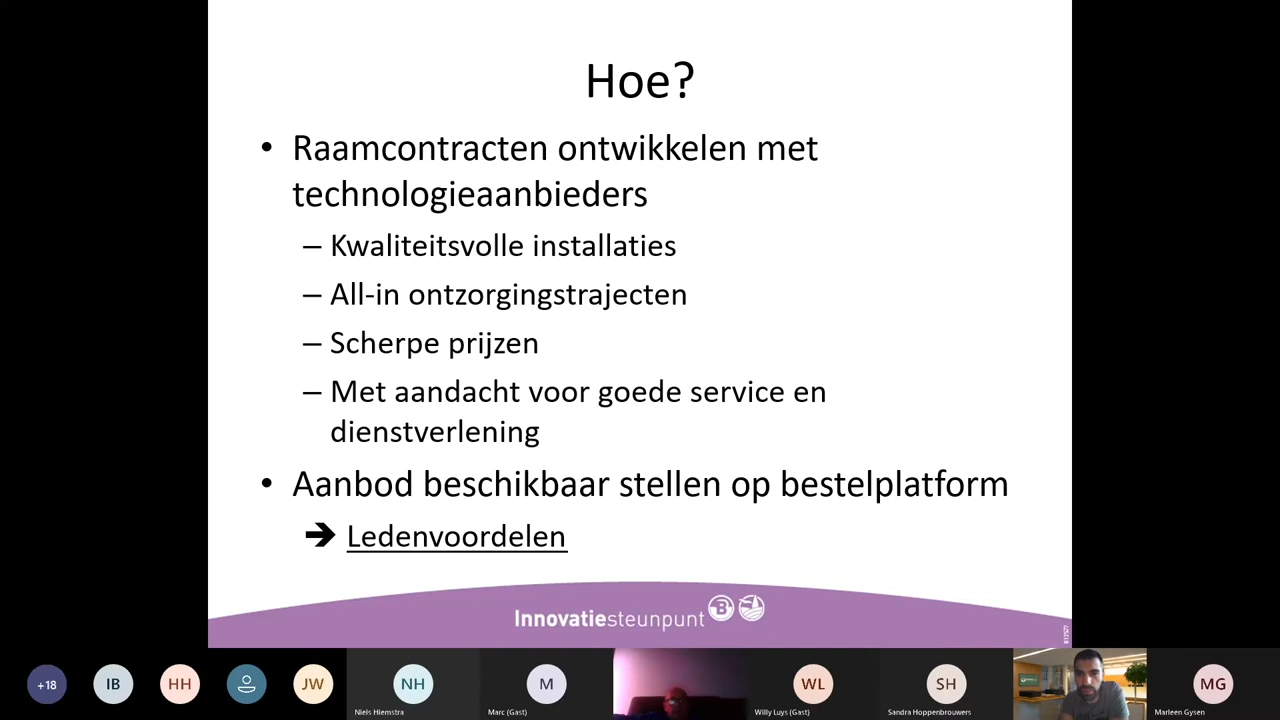 Hoe?
• Raamcontracten ontwikkelen met
technologieaanbieders
– Kwaliteitsvolle installaties
– All-in ontzorgingstrajecten
– Scherpe prijzen
– Met aandacht voor goede service en
dienstverlening
• Aanbod beschikbaar stellen op bestelplatform
➔ Ledenvoordelen
Innovatiesteunpunt
+18
IB
HH
JW
NH
Niels Hiemstra
M
Marc (Gast)
WL
Willy Luys (Gast)
SH
Sandra Hoppenbrouwers
MG
Marleen Gysen